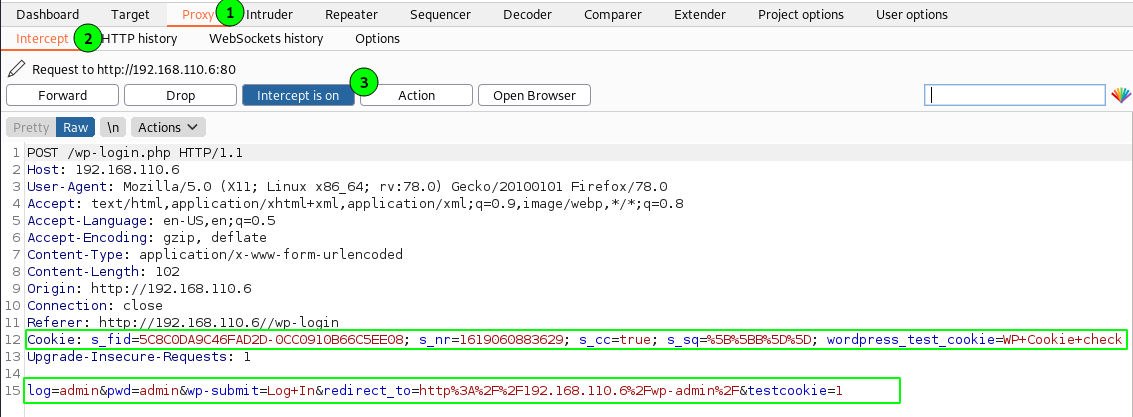 Dashboard Target Proxy 1 Intruder Repeater Sequencer Decoder Comparer Extender Project options User options
Intercept 2 HTTP history WebSockets history Options
Request to http://192.168.110.6:80
3
Forward Drop Intercept is on Action Open Browser
Pretty Raw \n Actions
1 POST /wp-login.php HTTP/1.1
2 Host: 192.168.110.6
3 User-Agent: Mozilla/5.0 (X11; Linux x86_64; rv:78.0) Gecko/20100101 Firefox/78.0
4 Accept: text/html,application/xhtml+xml,application/xml;q=0.9,image/webp,*/*;q=0.8
5 Accept-Language: en-US,en;q=0.5
6 Accept-Encoding: gzip, deflate
7 Content-Type: application/x-www-form-urlencoded
8 Content-Length: 102
9 Origin: http://192.168.110.6
10 Connection: close
11 Referer: http://192.168.110.6//wp-login
12 Cookie: s_fid=5C8C0DA9C46FAD2D-0CC0910B66C5EE08; s_nr=1619060883629; s_cc=true; s_sq=%5B%5BB%5D%5D; wordpress_test_cookie=WP+Cookie+check
13 Upgrade-Insecure-Requests: 1
14
15 log=admin&pwd=admin&wp-submit=Log+In&redirect_to=http%3A%2F%2F192.168.110.6%2Fwp-admin%2F&testcookie=1